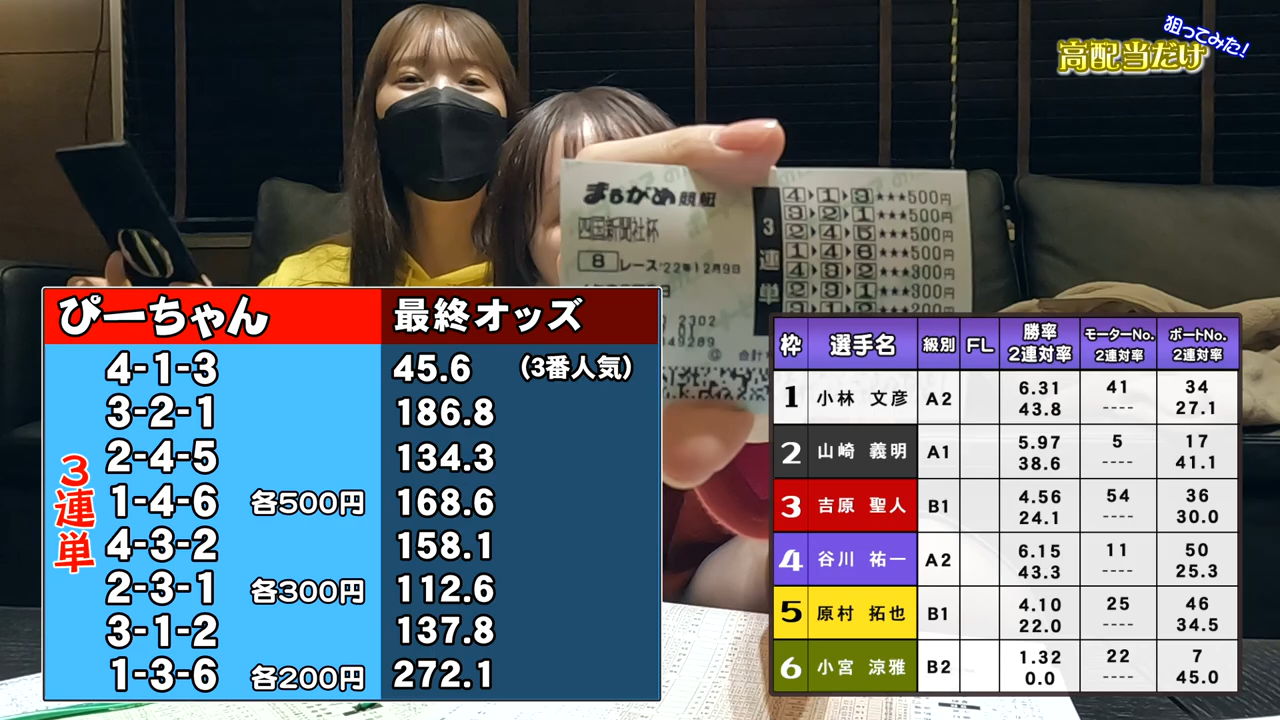 狙ってみた!
高配当だけ
まるがめ競艇
四国新聞社杯
8レース'22年12月9日
3連単
4▶1▶3★★★500円
3▶2▶1★★★500円
2▶4▶5★★★500円
1▶4▶6★★★500円
4▶3▶2★★★300円
2▶3▶1★★★300円
3▶1▶2★★★200円
ぴーちゃん 最終オッズ
3連単
4-1-3 45.6 (3番人気)
3-2-1 186.8
2-4-5 134.3
1-4-6 各500円 168.6
4-3-2 158.1
2-3-1 各300円 112.6
3-1-2 137.8
1-3-6 各200円 272.1
枠 選手名 級別 FL 勝率 2連対率 モーターNo. 2連対率 ボートNo. 2連対率
1 小林 文彦 A2 6.31 41 34
43.8 ---- 27.1
2 山崎 義明 A1 5.97 5 17
38.6 ---- 41.1
3 吉原 聖人 B1 4.56 54 36
24.1 ---- 30.0
4 谷川 祐一 A2 6.15 11 50
43.3 ---- 25.3
5 原村 拓也 B1 4.10 25 46
22.0 ---- 34.5
6 小宮 涼雅 B2 1.32 22 7
0.0 ---- 45.0